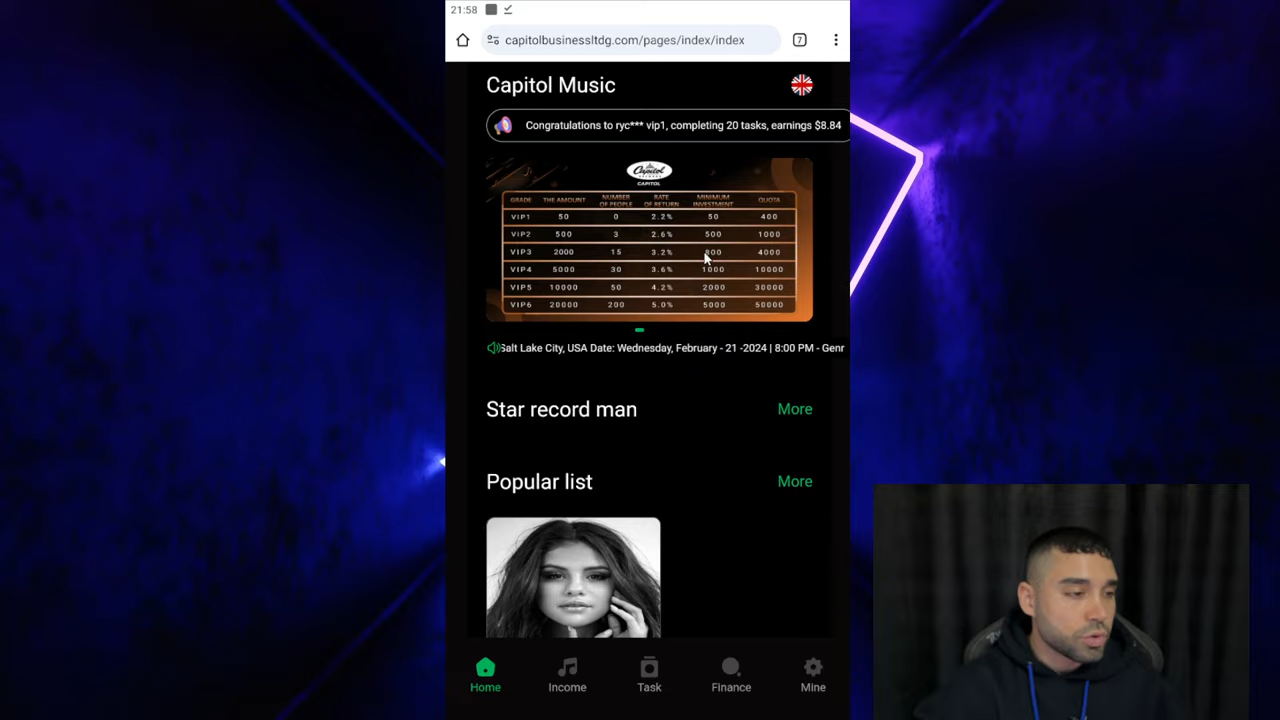 21:58
capitolbusinessltdg.com/pages/index/index
7
Capitol Music
Congratulations to ryc*** vip1, completing 20 tasks, earnings $8.84
Capitol
RECORDS
CAPITOL
GRADE THE AMOUNT NUMBER OF PEOPLE RATE OF RETURN MINIMUM INVESTMENT QUOTA
VIP1 50 0 2.2% 50 400
VIP2 500 3 2.6% 500 1000
VIP3 2000 15 3.2% 800 4000
VIP4 5000 30 3.6% 1000 10000
VIP5 10000 50 4.2% 2000 30000
VIP6 20000 200 5.0% 5000 50000
Salt Lake City, USA Date: Wednesday, February - 21 -2024 | 8:00 PM - Genr
Star record man More
Popular list More
Home Income Task Finance Mine